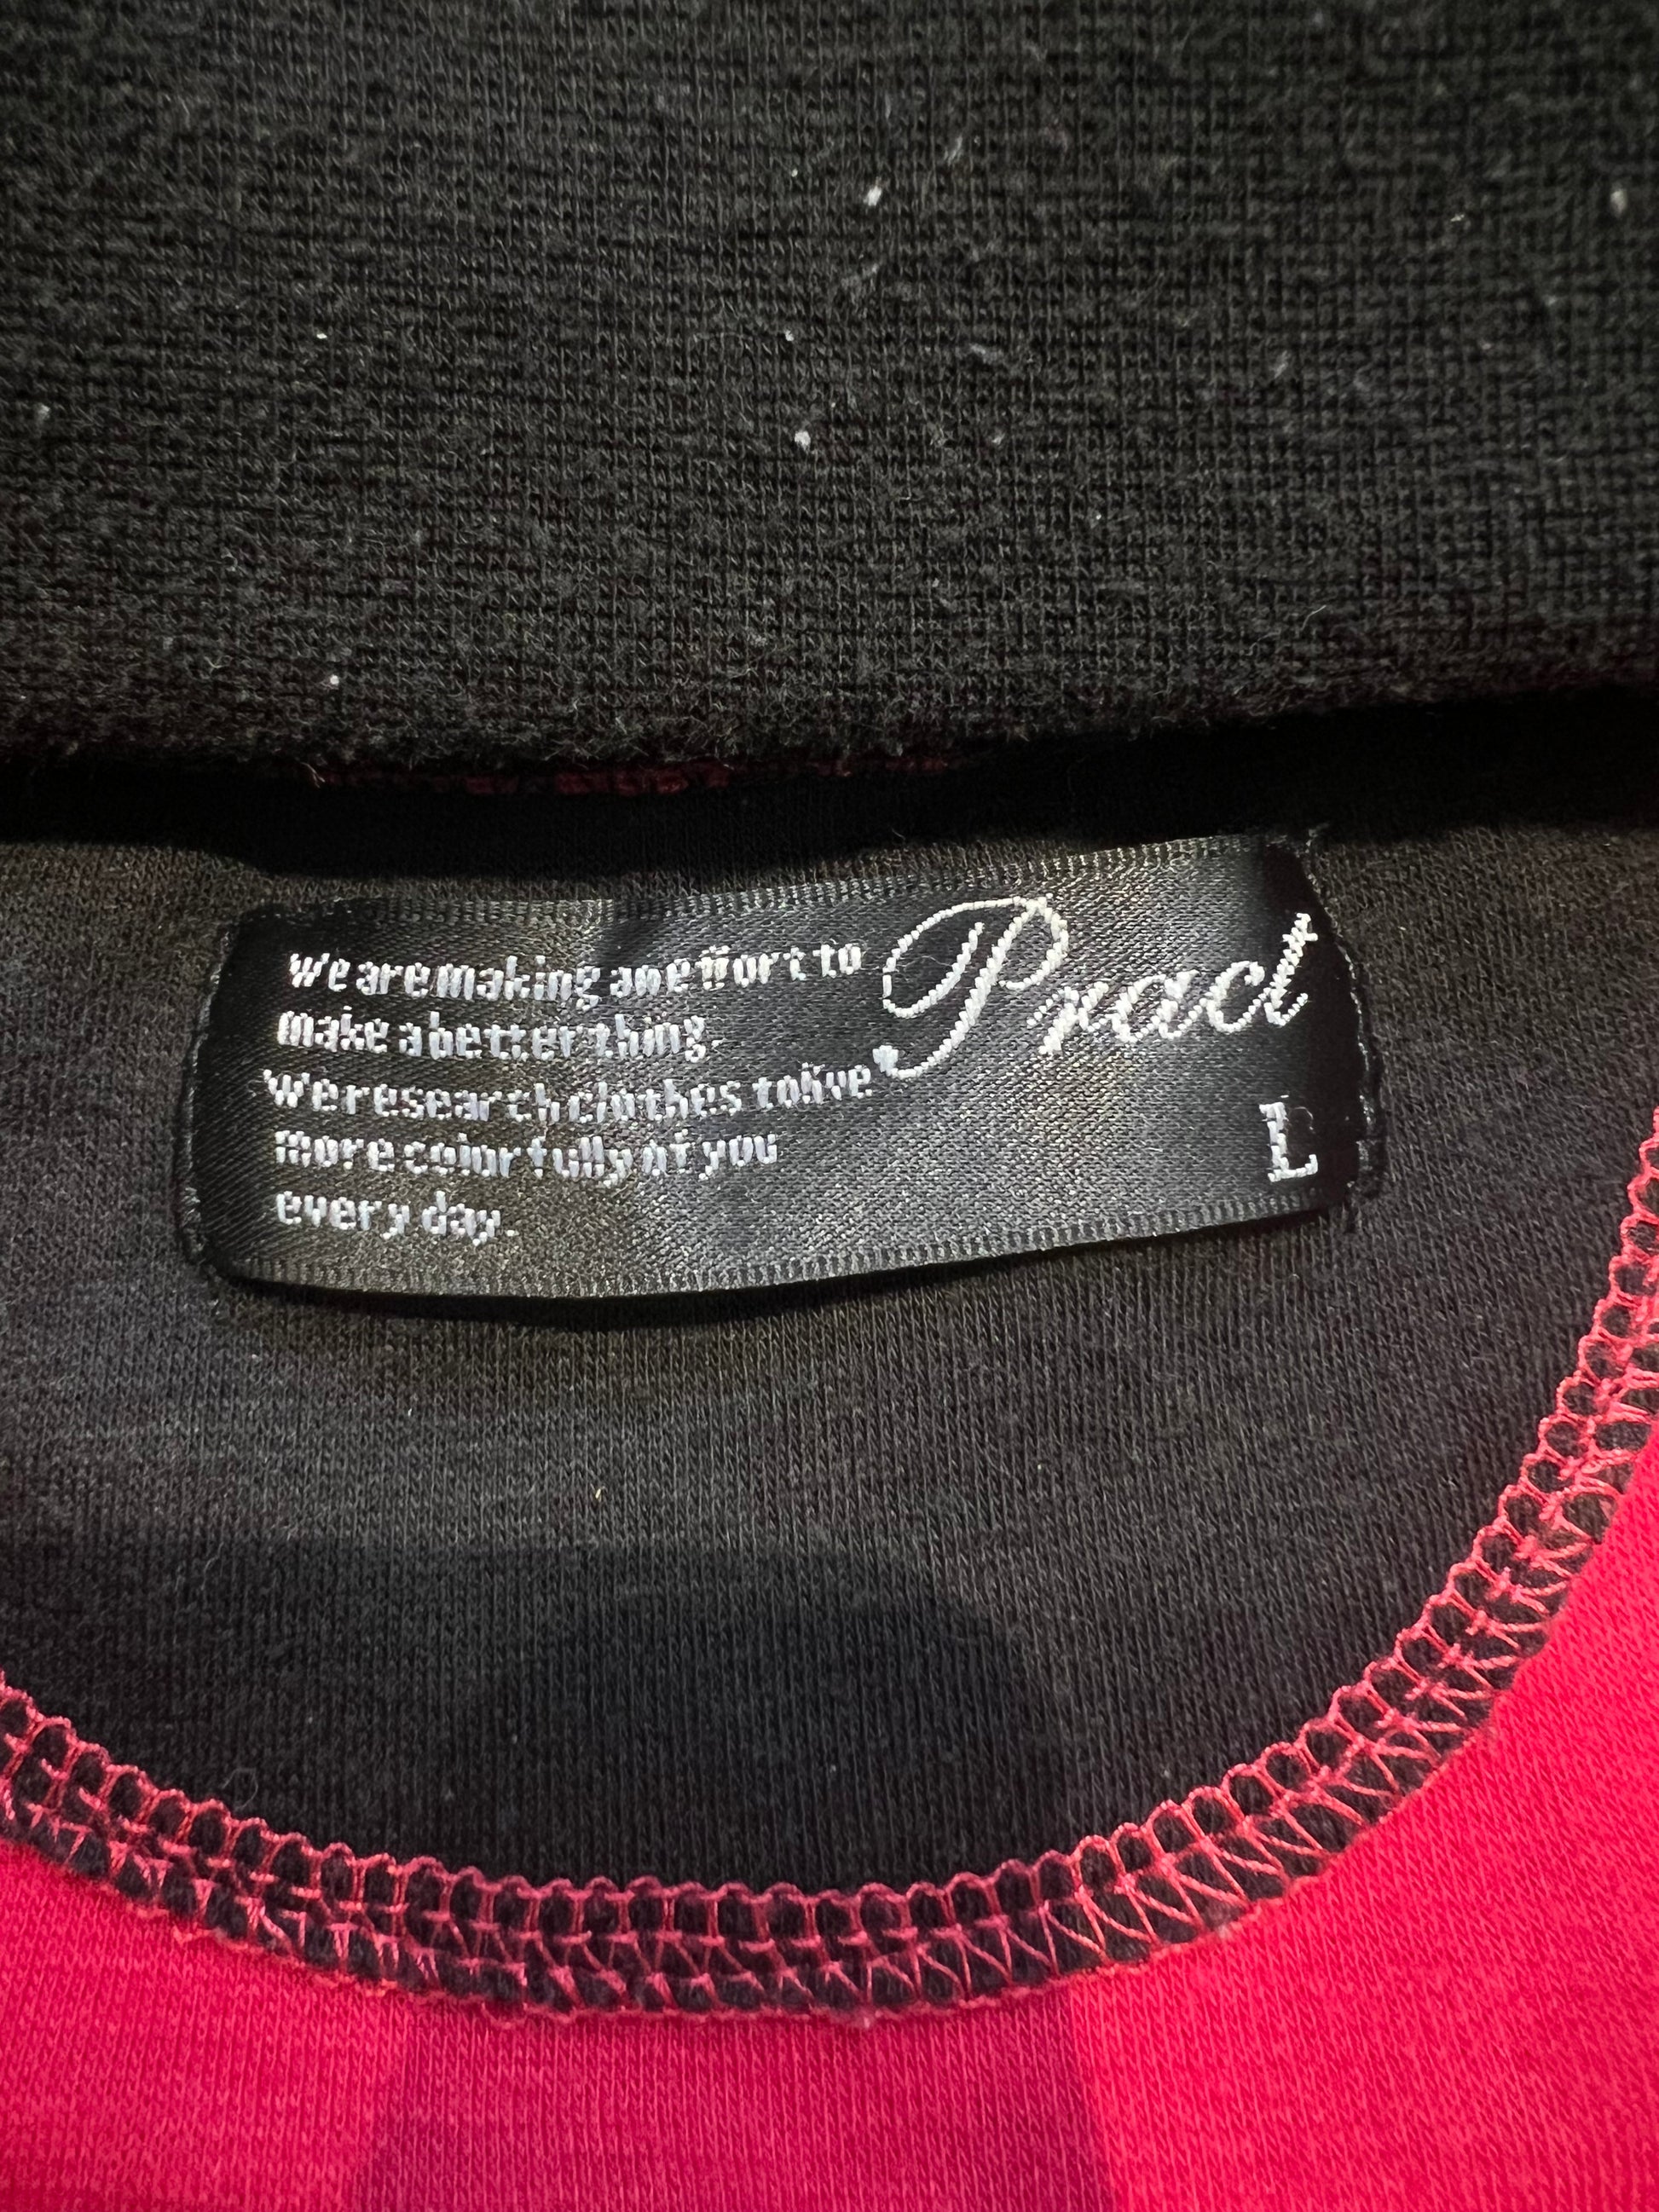 we are making an effort to
make a better thing.
we research clothes to live
more colorfully of you
every day.
Pract
L